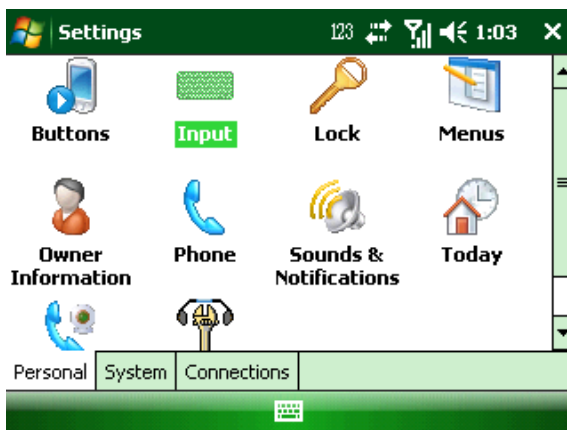 Settings 123 1:03
Buttons Input Lock Menus
Owner Information Phone Sounds & Notifications Today
Personal System Connections